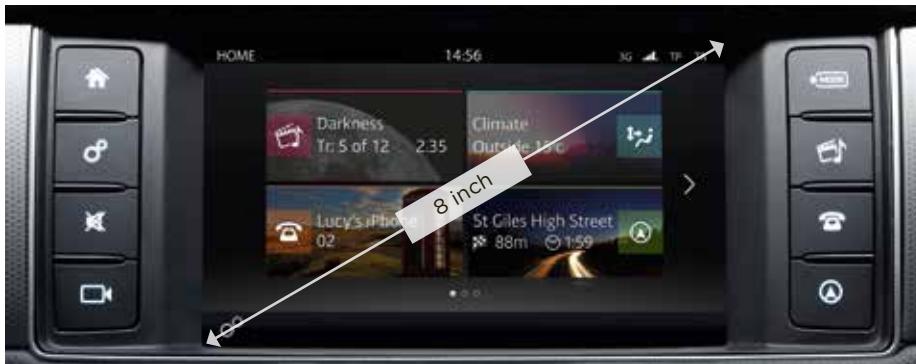 HOME 14:56 3G TP
Darkness
Tr: 5 of 12 2.35
Climate
Outside
MODE
8 inch
Lucy's iPhone
02
St Giles High Street
88m 1:59